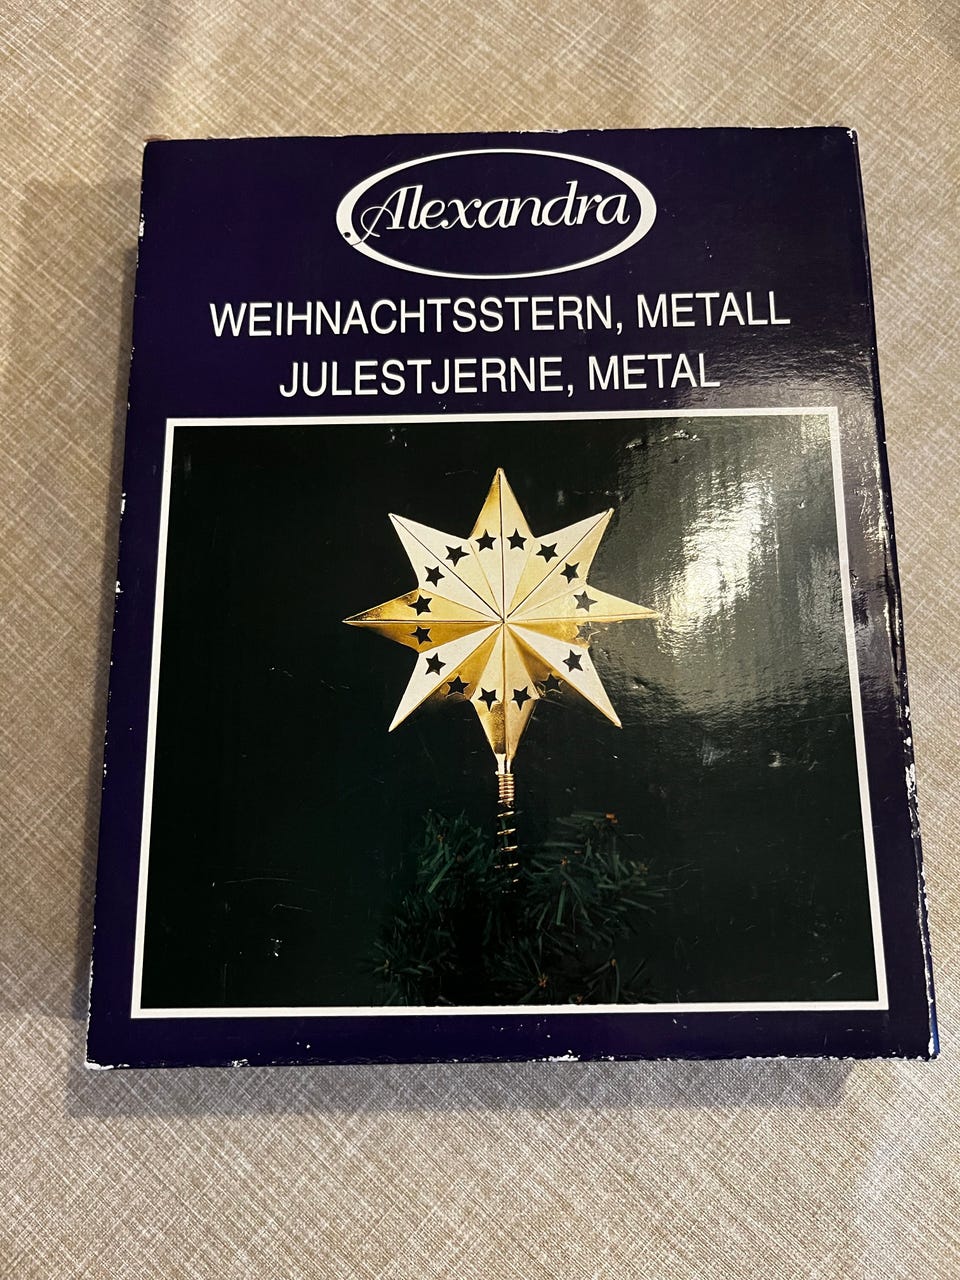 Alexandra
WEIHNACHTSSTERN, METALL
JULESTJERNE, METAL